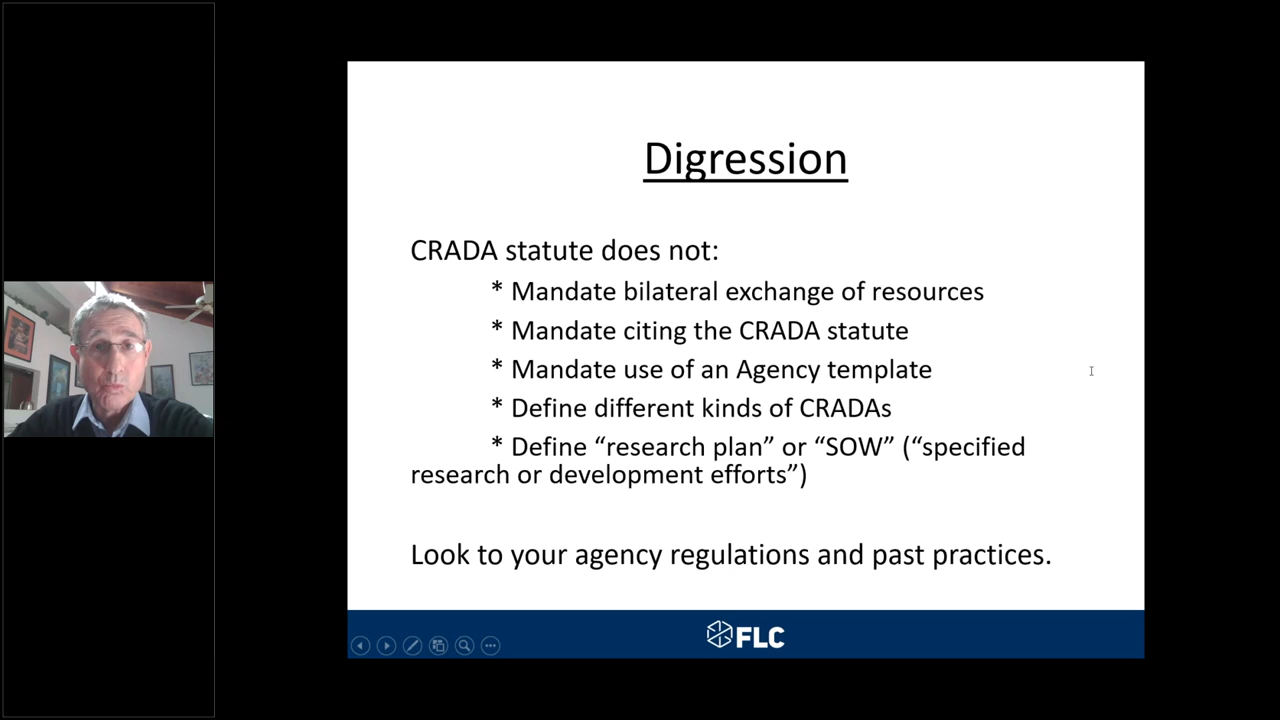 Digression
CRADA statute does not:
* Mandate bilateral exchange of resources
* Mandate citing the CRADA statute
* Mandate use of an Agency template
* Define different kinds of CRADAs
* Define “research plan” or “SOW” (“specified
research or development efforts”)
Look to your agency regulations and past practices.
FLC